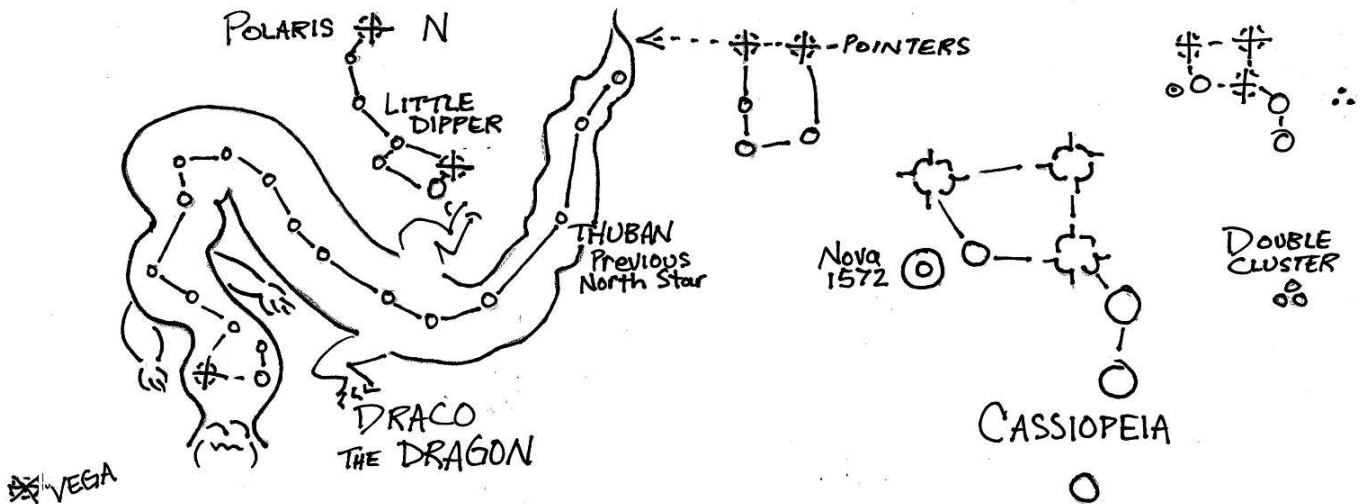 POLARIS N
LITTLE
DIPPER
POINTERS
THUBAN
Previous
North Star
DRACO
THE DRAGON
VEGA
Nova
1572
DOUBLE
CLUSTER
CASSIOPEIA